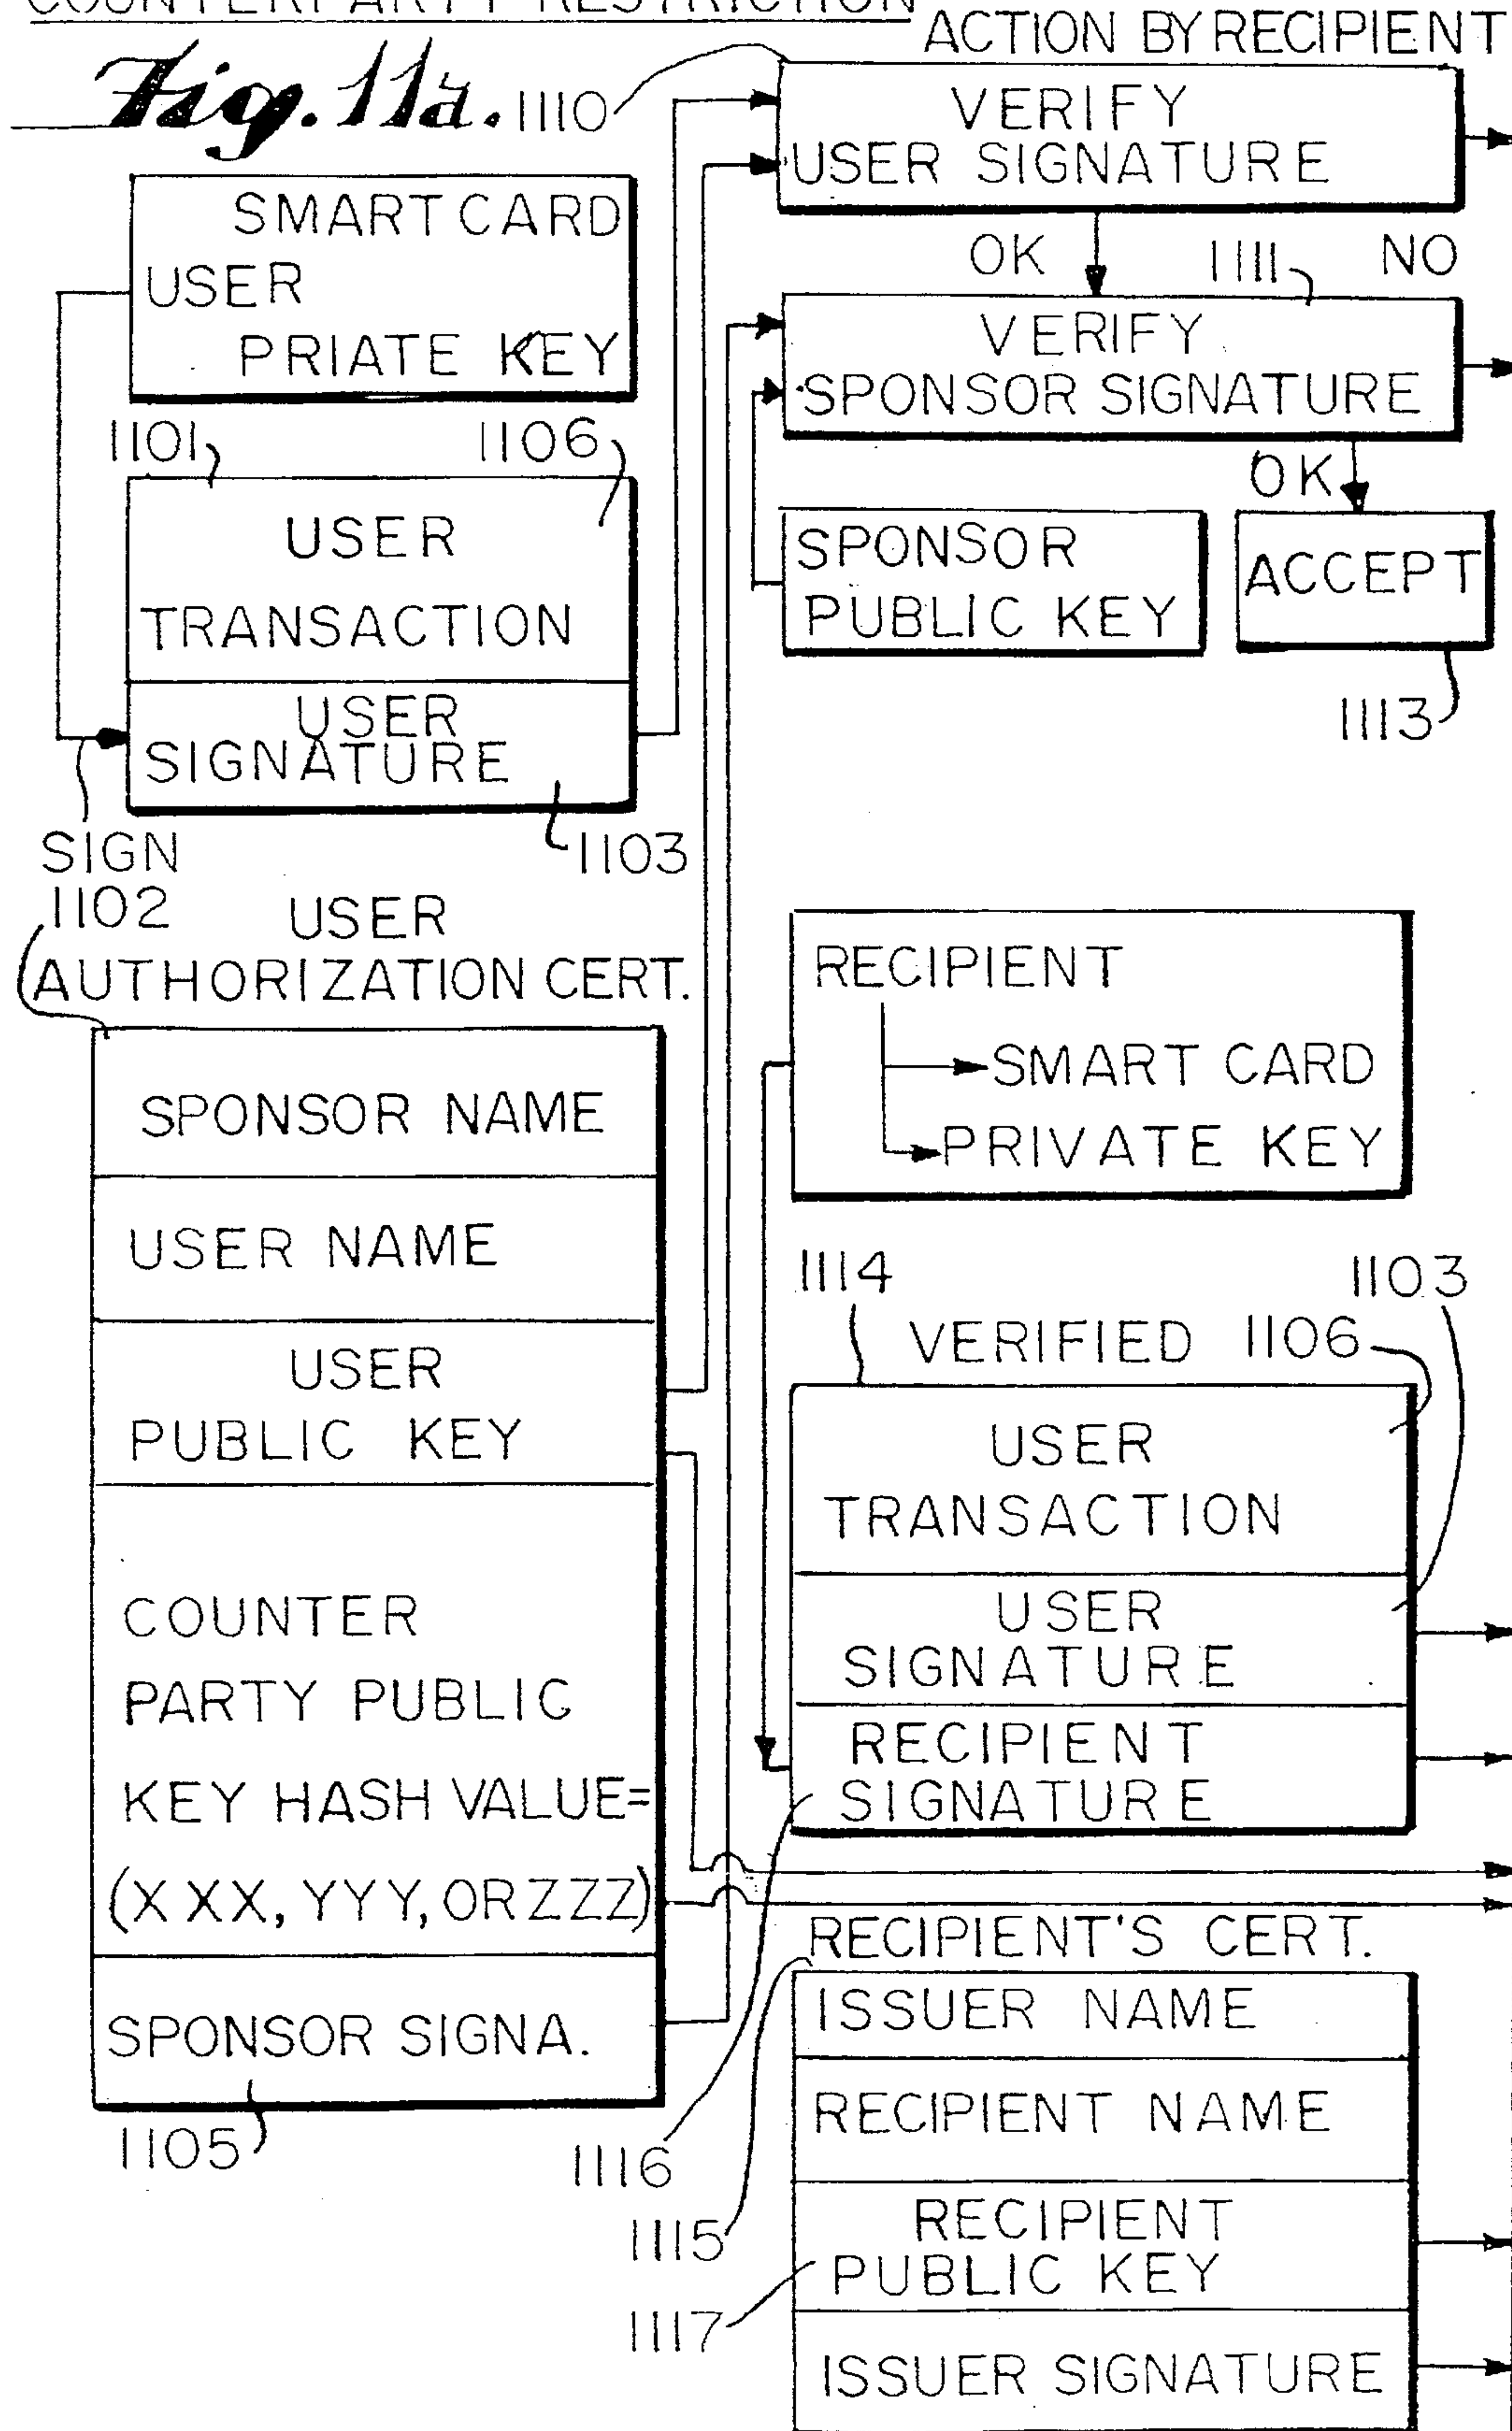 COUNTERPARTY RESTRICTION
Fig. 11a.
ACTION BY RECIPIENT
1110
VERIFY
USER SIGNATURE
SMART CARD
USER
PRIATE KEY
OK
1111
NO
VERIFY
SPONSOR SIGNATURE
1101
1106
OK
USER
TRANSACTION
SPONSOR
PUBLIC KEY
ACCEPT
1113
USER
SIGNATURE
SIGN
1103
1102
USER
AUTHORIZATION CERT.
SPONSOR NAME
USER NAME
USER
PUBLIC KEY
COUNTER
PARTY PUBLIC
KEY HASH VALUE=
(XXX, YYY, OR ZZZ)
SPONSOR SIGNA.
1105
RECIPIENT
SMART CARD
PRIVATE KEY
1114
1103
VERIFIED
1106
USER
TRANSACTION
USER
SIGNATURE
RECIPIENT
SIGNATURE
RECIPIENT'S CERT.
ISSUER NAME
RECIPIENT NAME
1116
1115
RECIPIENT
PUBLIC KEY
1117
ISSUER SIGNATURE